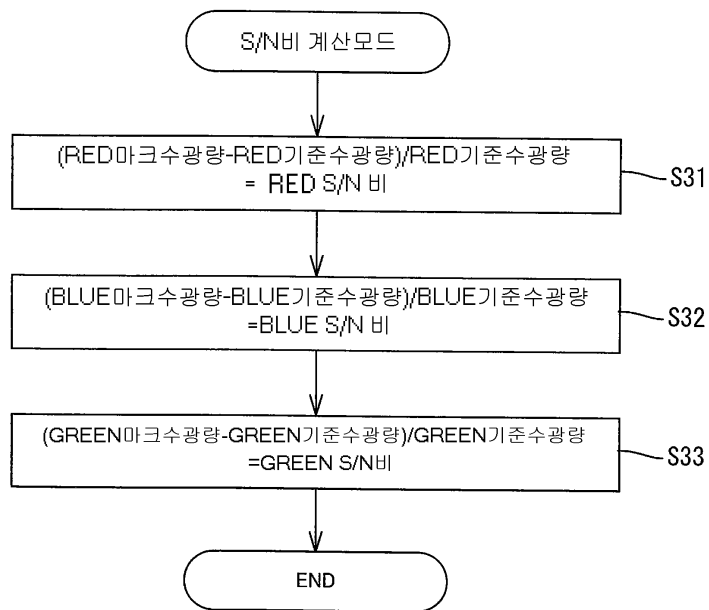 S/N비 계산모드
(RED마크수광량-RED기준수광량)/RED기준수광량
= RED S/N 비
S31
(BLUE마크수광량-BLUE기준수광량)/BLUE기준수광량
=BLUE S/N 비
S32
(GREEN마크수광량-GREEN기준수광량)/GREEN기준수광량
=GREEN S/N비
S33
END